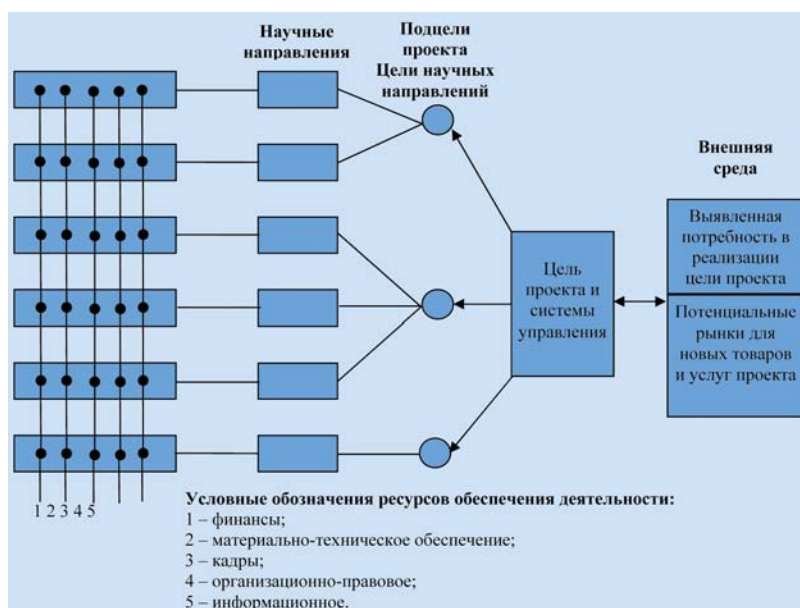 Научные
направления
Подцели
проекта
Цели научных
направлений
Внешняя
среда
Выявленная
потребность в
реализации
цели проекта
Цель
проекта и
системы
управления
Потенциальные
рынки для
новых товаров
и услуг проекта
1 2 3 4 5
Условные обозначения ресурсов обеспечения деятельности:
1 – финансы;
2 – материально-техническое обеспечение;
3 – кадры;
4 – организационно-правовое;
5 – информационное.